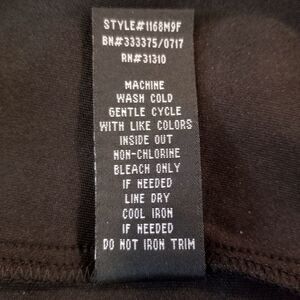 STYLE#1168M9F
BN#333375/0717
RN#31310
MACHINE
WASH COLD
GENTLE CYCLE
WITH LIKE COLORS
INSIDE OUT
NON-CHLORINE
BLEACH ONLY
IF NEEDED
LINE DRY
COOL IRON
IF NEEDED
DO NOT IRON TRIM